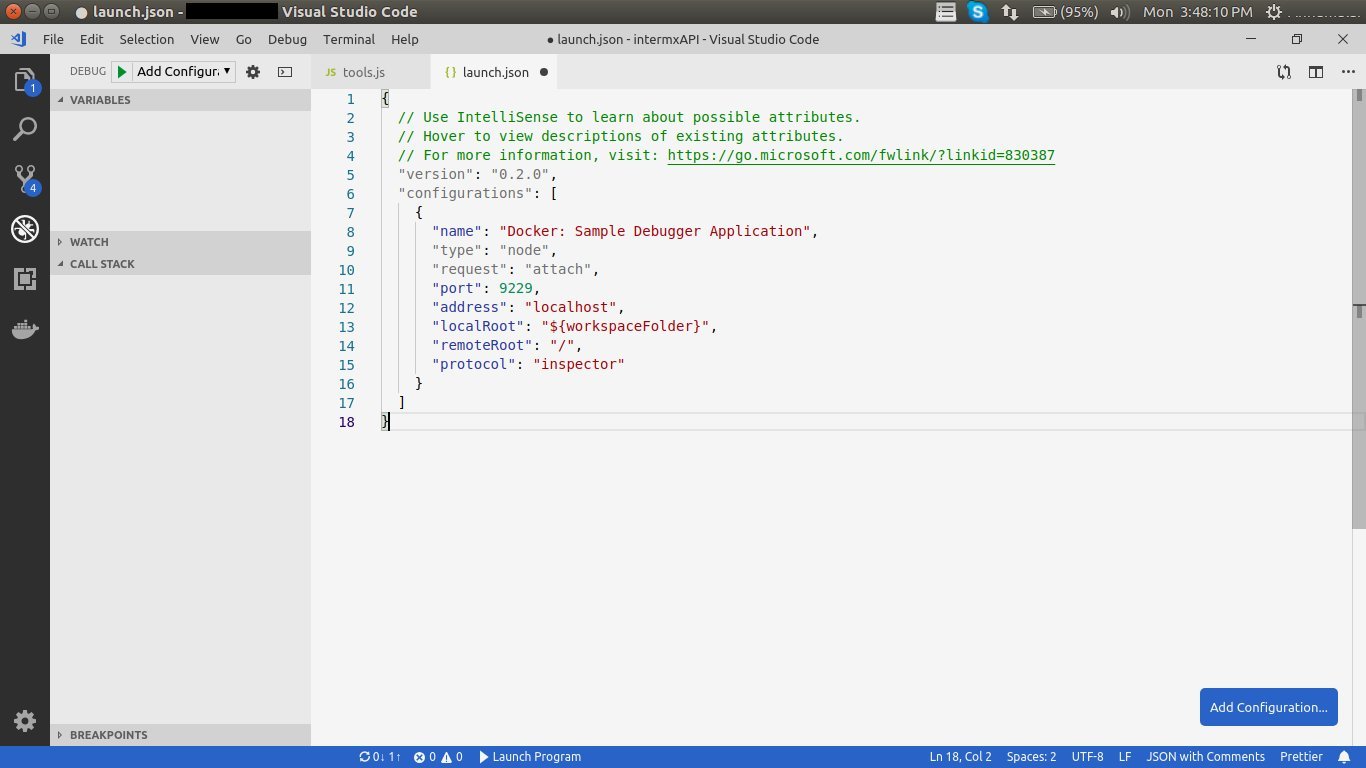 launch.json - Visual Studio Code
(95%) Mon 3:48:10 PM
File Edit Selection View Go Debug Terminal Help
● launch.json - intermxAPI - Visual Studio Code
DEBUG Add Configur
JS tools.js
{} launch.json
1
4
VARIABLES
WATCH
CALL STACK
BREAKPOINTS
1 {
2 // Use IntelliSense to learn about possible attributes.
3 // Hover to view descriptions of existing attributes.
4 // For more information, visit: https://go.microsoft.com/fwlink/?linkid=830387
5 "version": "0.2.0",
6 "configurations": [
7 {
8 "name": "Docker: Sample Debugger Application",
9 "type": "node",
10 "request": "attach",
11 "port": 9229,
12 "address": "localhost",
13 "localRoot": "${workspaceFolder}",
14 "remoteRoot": "/",
15 "protocol": "inspector"
16 }
17 ]
18 }
Add Configuration...
0↓ 1↑ 0 0 Launch Program
Ln 18, Col 2 Spaces: 2 UTF-8 LF JSON with Comments Prettier